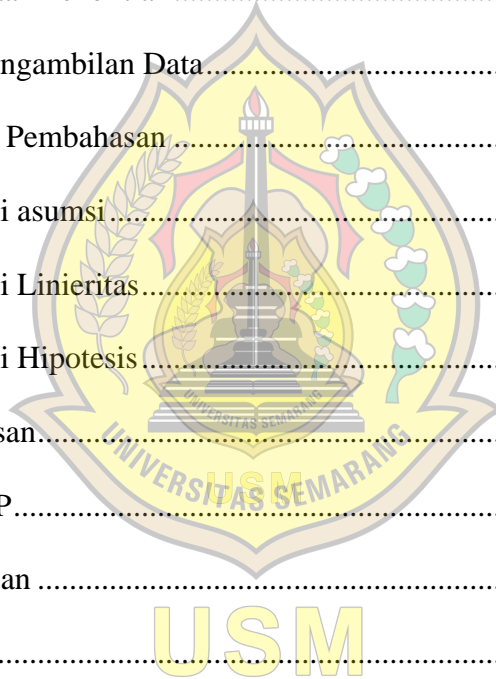 ngambilan Data
Pembahasan
i asumsi
i Linieritas
i Hipotesis
san
P
an
UNIVERSITAS SEMARANG
UNIVERSITAS SEMARANG
USM
USM